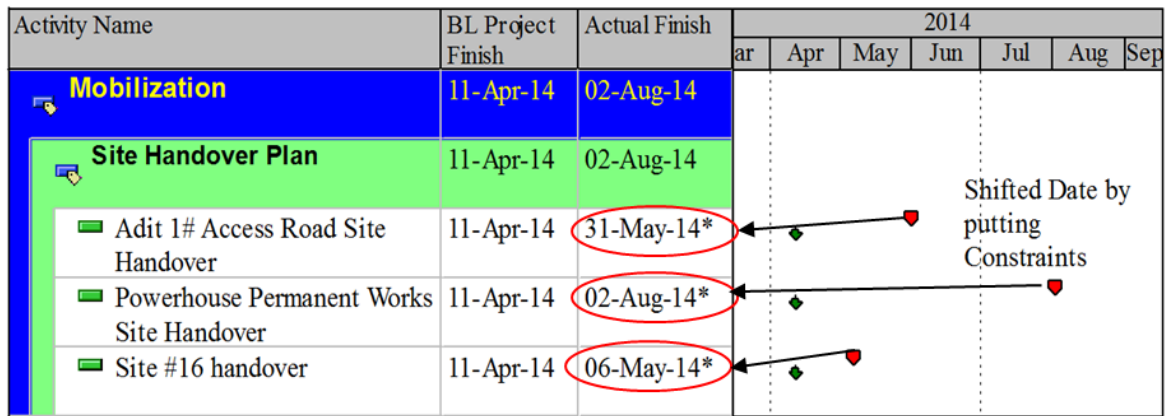 Activity Name BL Project Actual Finish 2014
Finish ar Apr May Jun Jul Aug Sep
Mobilization 11-Apr-14 02-Aug-14
Site Handover Plan 11-Apr-14 02-Aug-14
Shifted Date by
putting
Constraints
Adit 1# Access Road Site 11-Apr-14 31-May-14*
Handover
Powerhouse Permanent Works 11-Apr-14 02-Aug-14*
Site Handover
Site #16 handover 11-Apr-14 06-May-14*